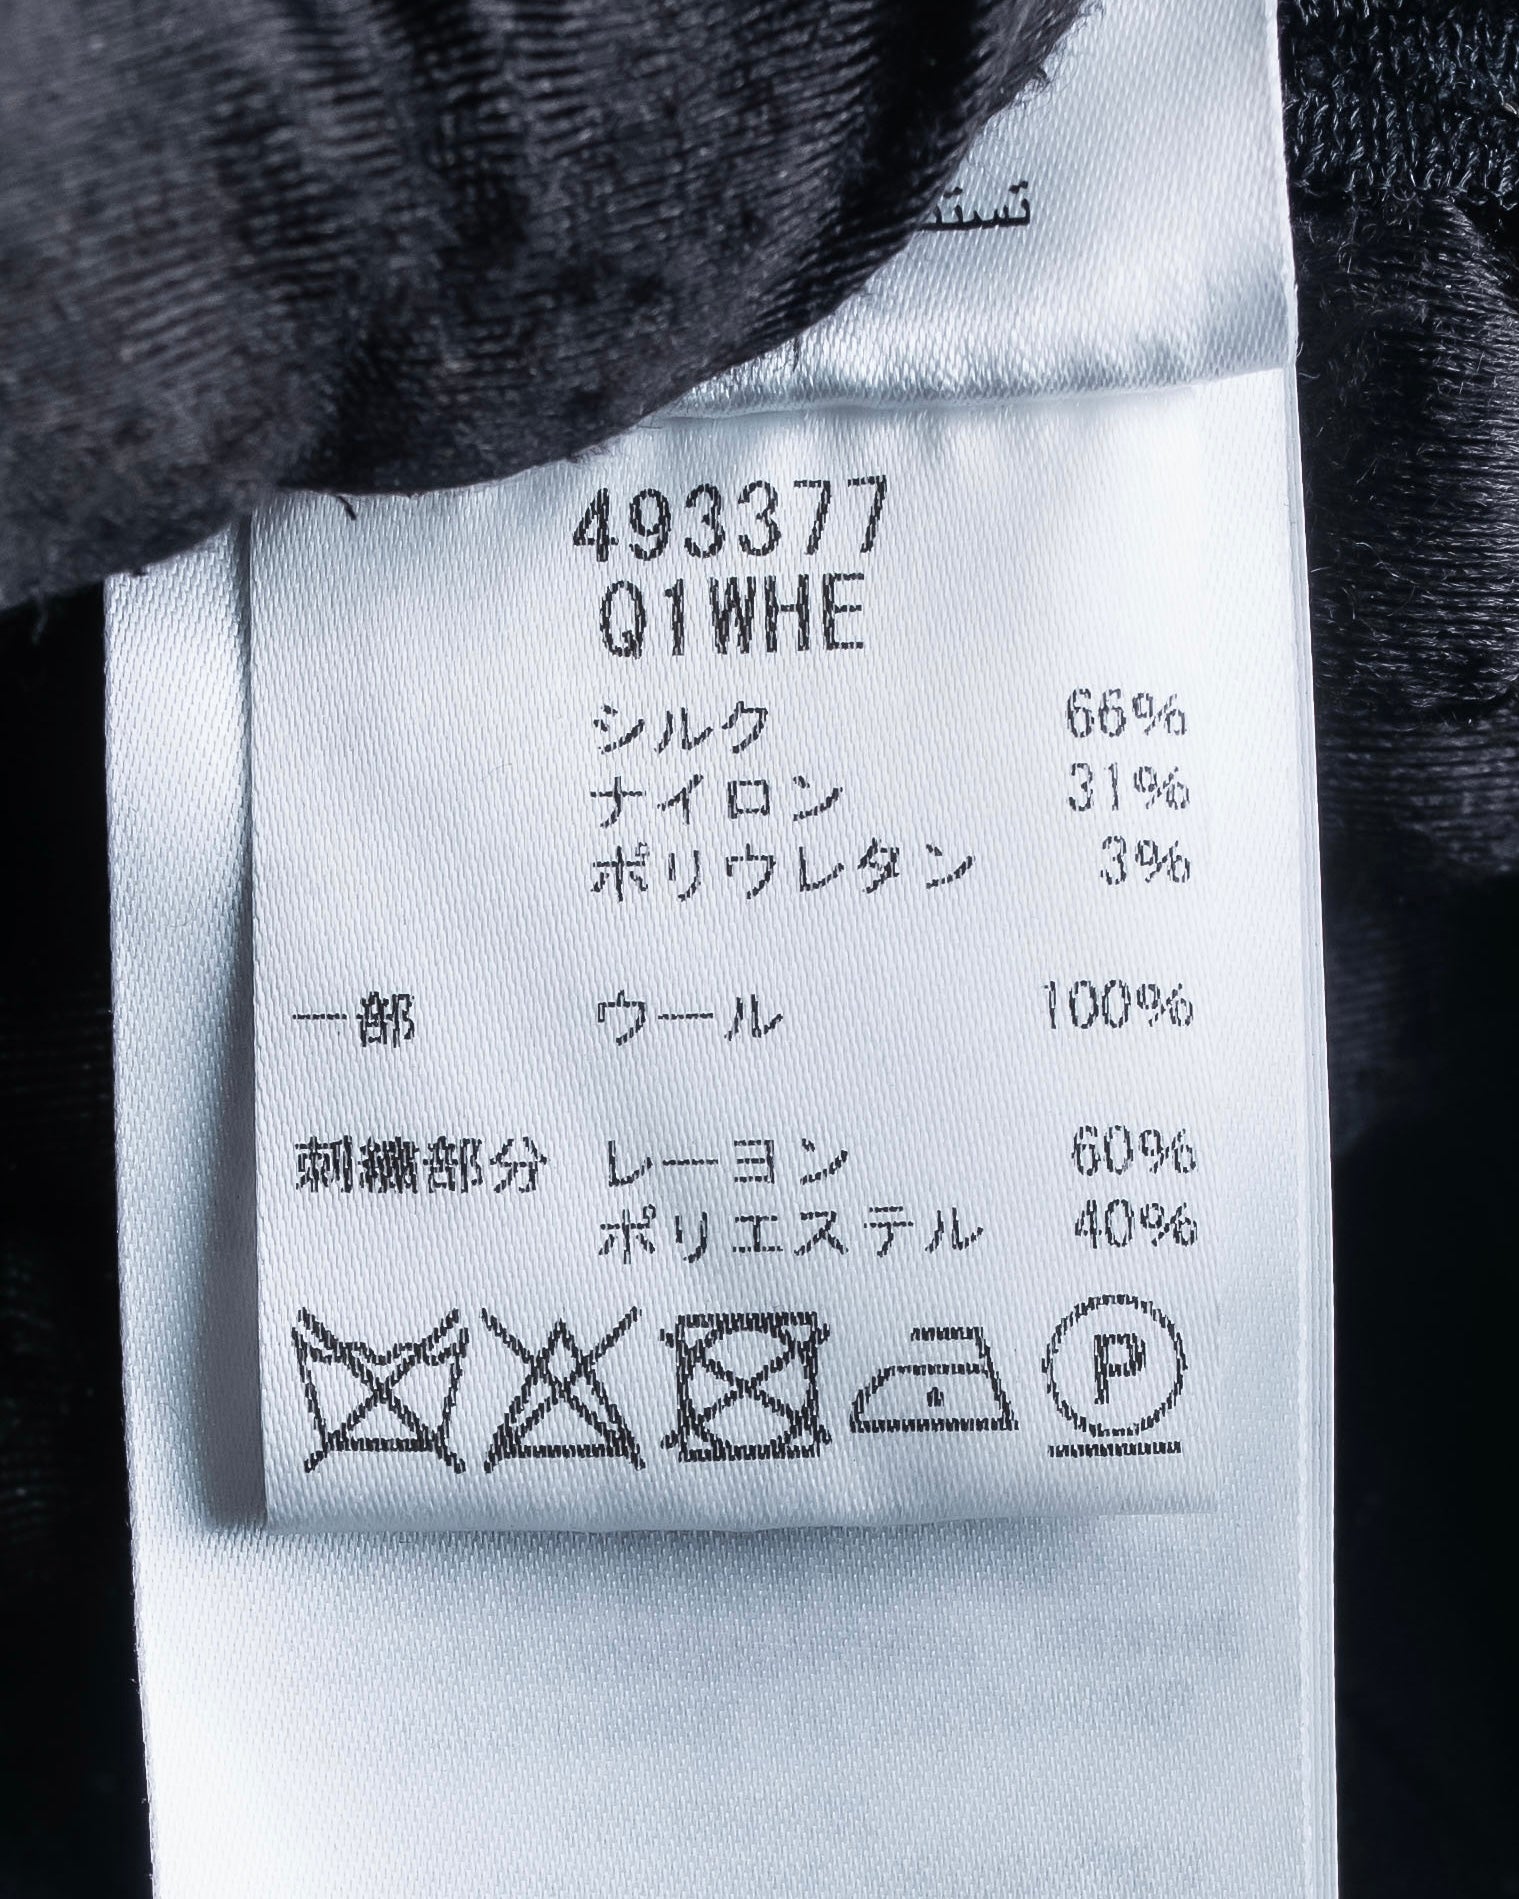 493377
Q1WHE
シルク 66%
ナイロン 31%
ポリウレタン 3%
一部 ウール 100%
刺繍部分 レーヨン 60%
ポリエステル 40%
P